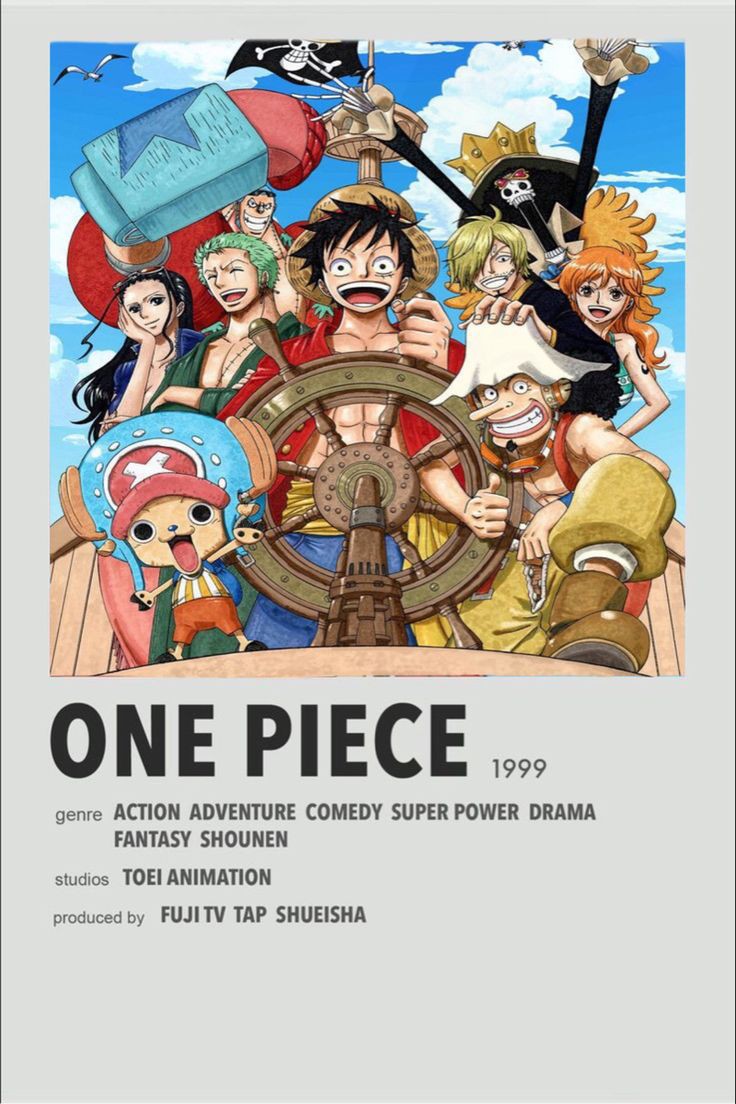 ONE PIECE 1999
genre ACTION ADVENTURE COMEDY SUPER POWER DRAMA
FANTASY SHOUNEN
studios TOEI ANIMATION
produced by FUJI TV TAP SHUEISHA